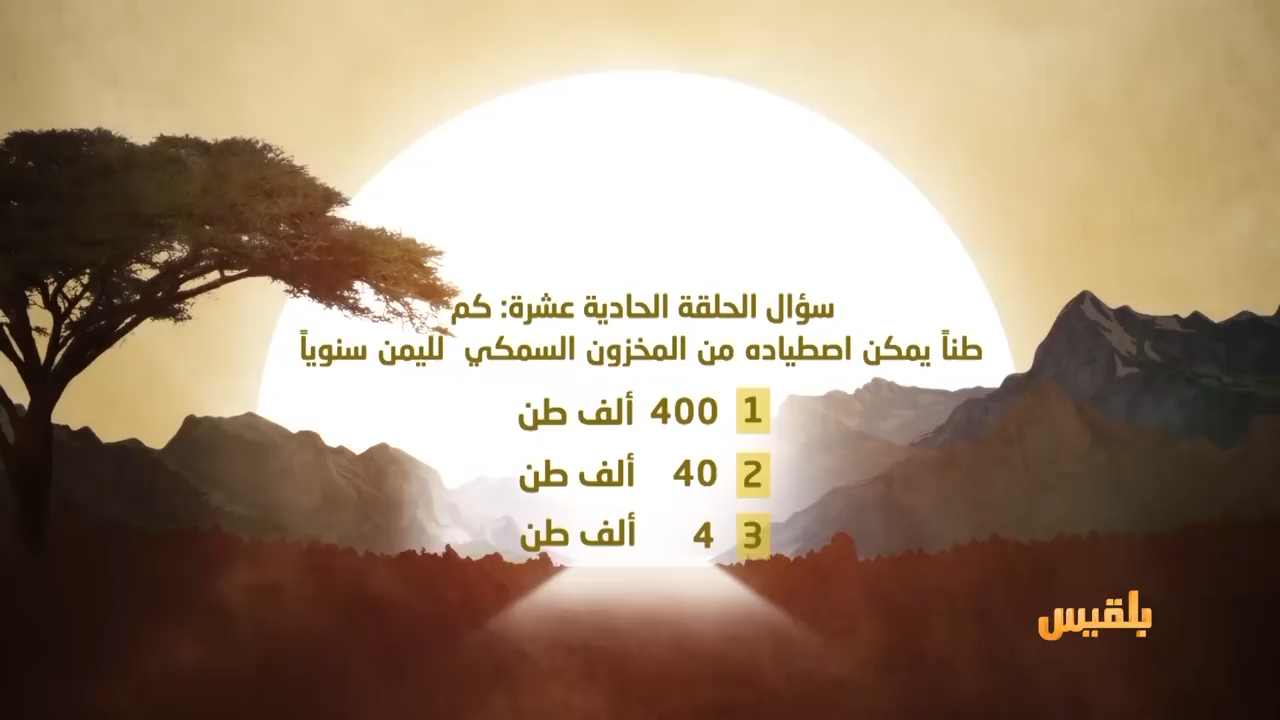 سؤال الحلقة الحادية عشرة: كم
طناً يمكن اصطياده من المخزون السمكي لليمن سنوياً
1 400 ألف طن
2 40 ألف طن
3 4 ألف طن
بلقيس